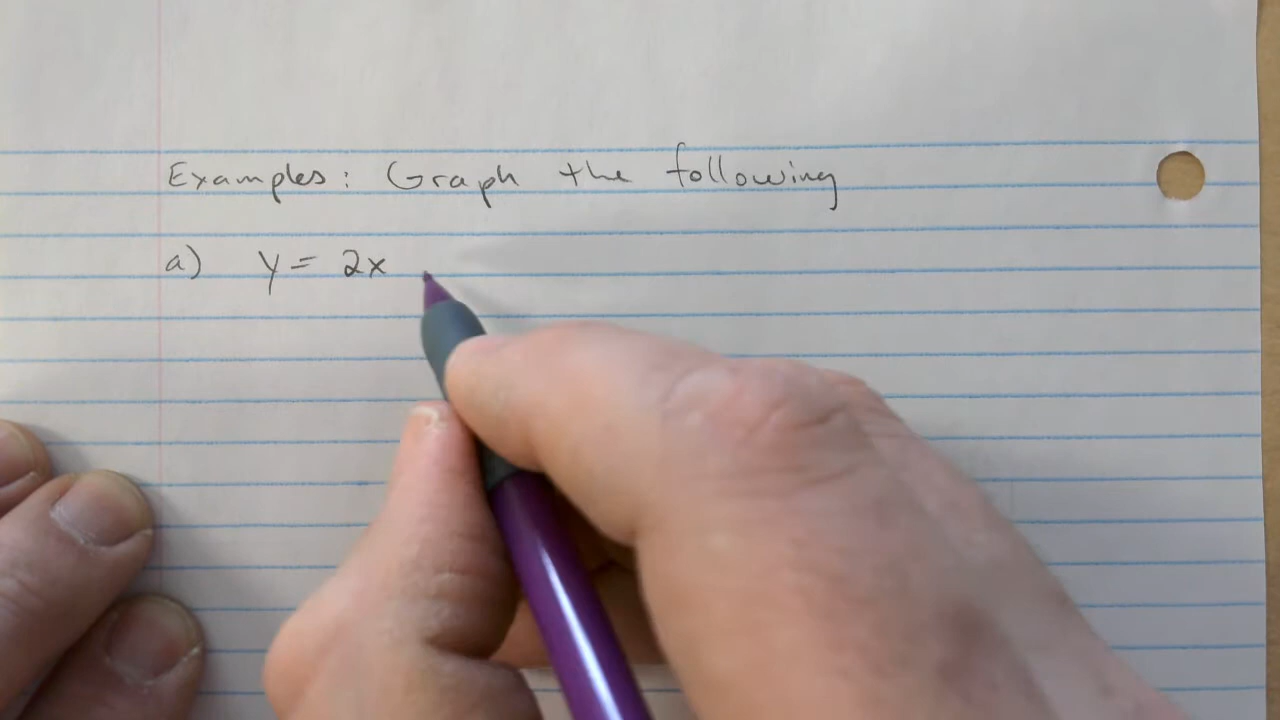 Examples: Graph the following
a) y = 2x